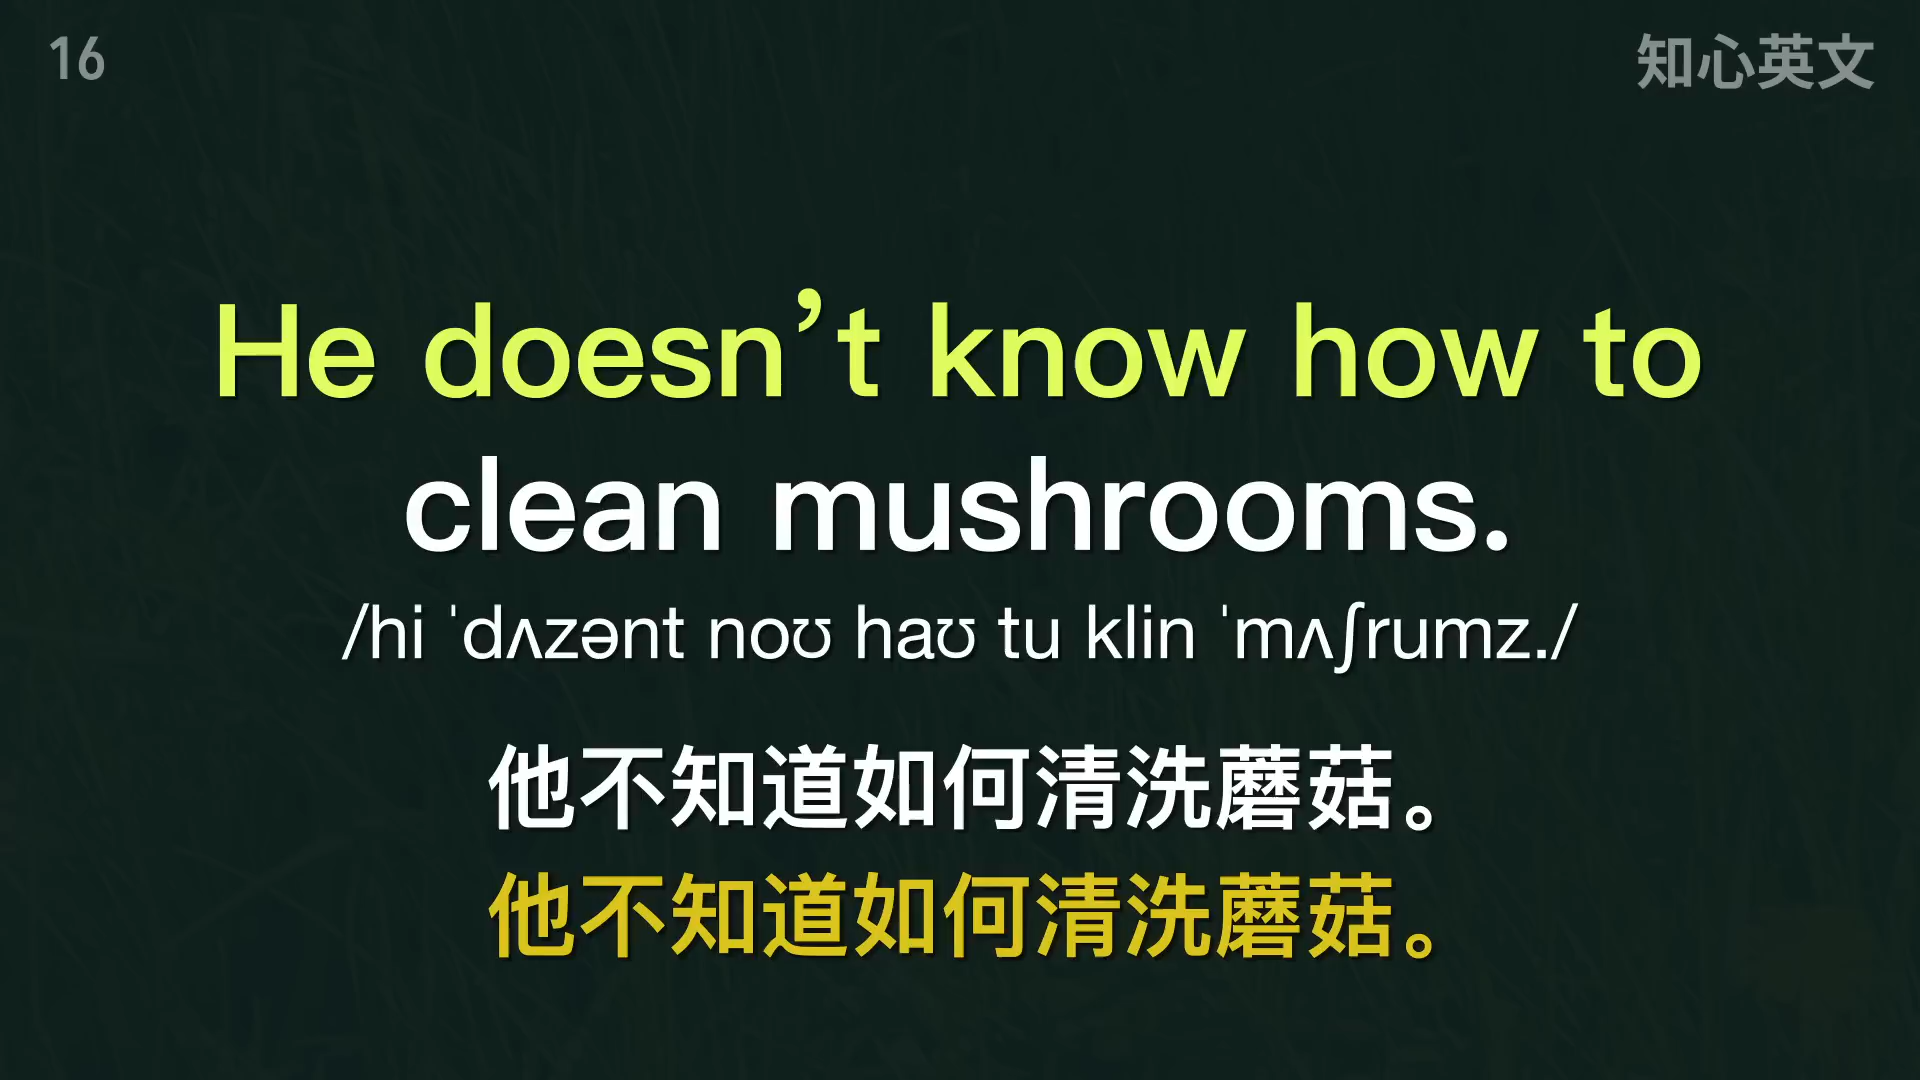 16
知心英文
He doesn’t know how to
clean mushrooms.
/hi ˈdʌzənt noʊ haʊ tu klin ˈmʌʃrumz./
他不知道如何清洗蘑菇。
他不知道如何清洗蘑菇。